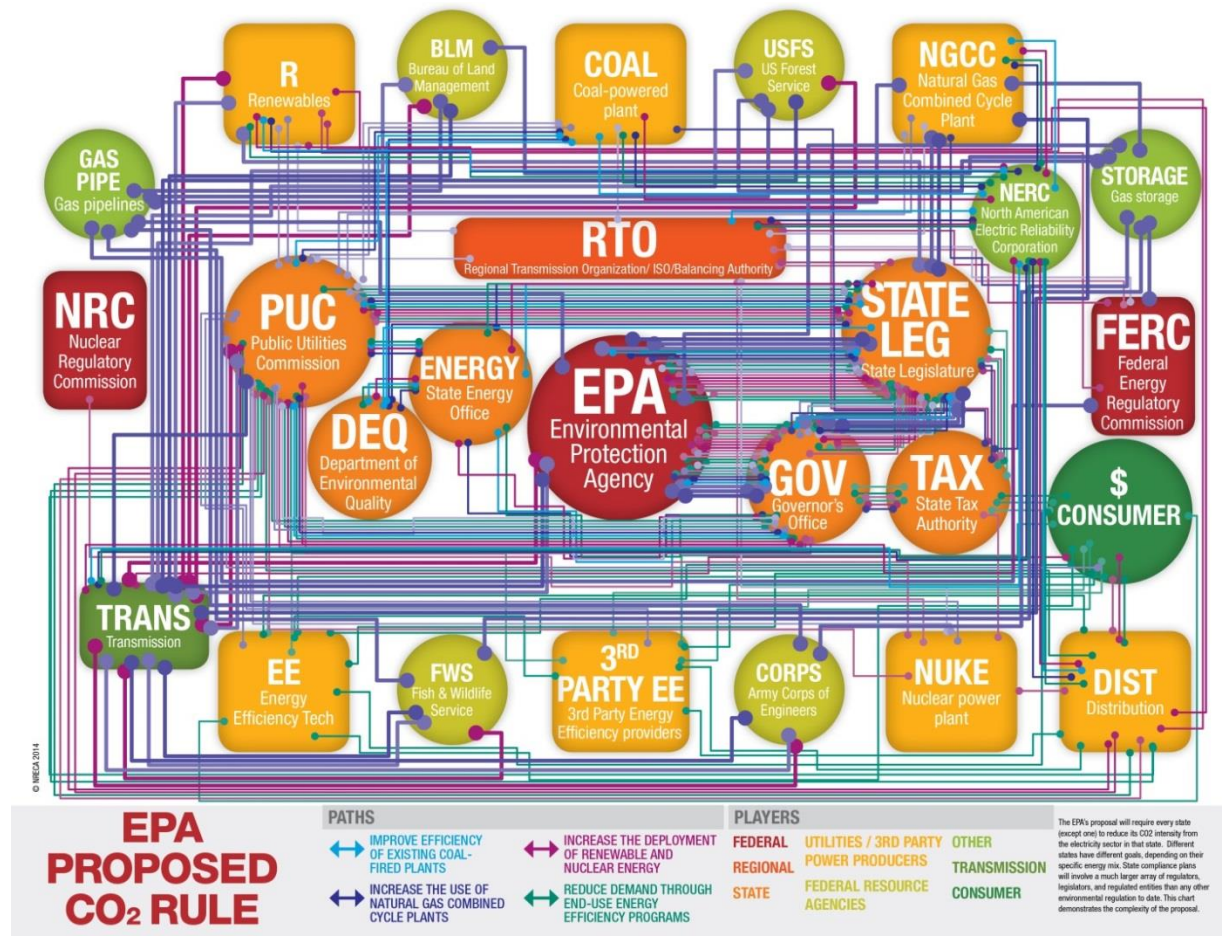 R
Renewables
BLM
Bureau of Land
Management
COAL
Coal-powered
plant
USFS
US Forest
Service
NGCC
Natural Gas
Combined Cycle
Plant
GAS
PIPE
Gas pipelines
NERC
North American
Electric Reliability
Corporation
STORAGE
Gas storage
RTO
Regional Transmission Organization/ ISO/Balancing Authority
NRC
Nuclear
Regulatory
Commission
PUC
Public Utilities
Commission
ENERGY
State Energy
Office
DEQ
Department of
Environmental
Quality
EPA
Environmental
Protection
Agency
STATE
LEG
State Legislature
GOV
Governor's
Office
TAX
State Tax
Authority
FERC
Federal
Energy
Regulatory
Commission
$
CONSUMER
TRANS
Transmission
EE
Energy
Efficiency Tech
FWS
Fish & Wildlife
Service
3RD
PARTY EE
3rd Party Energy
Efficiency providers
CORPS
Army Corps of
Engineers
NUKE
Nuclear power
plant
DIST
Distribution
© NRECA 2014
EPA
PROPOSED
CO2 RULE
PATHS
IMPROVE EFFICIENCY
OF EXISTING COAL-
FIRED PLANTS
INCREASE THE USE OF
NATURAL GAS COMBINED
CYCLE PLANTS
INCREASE THE DEPLOYMENT
OF RENEWABLE AND
NUCLEAR ENERGY
REDUCE DEMAND THROUGH
END-USE ENERGY
EFFICIENCY PROGRAMS
PLAYERS
FEDERAL
REGIONAL
STATE
UTILITIES / 3RD PARTY
POWER PRODUCERS
FEDERAL RESOURCE
AGENCIES
OTHER
TRANSMISSION
CONSUMER
The EPA's proposal will require every state
(except one) to reduce its CO2 intensity from
the electricity sector in that state. Different
states have different goals, depending on their
specific energy mix. State compliance plans
will involve a much larger array of regulators,
legislators, and regulated entities than any other
environmental regulation to date. This chart
demonstrates the complexity of the proposal.